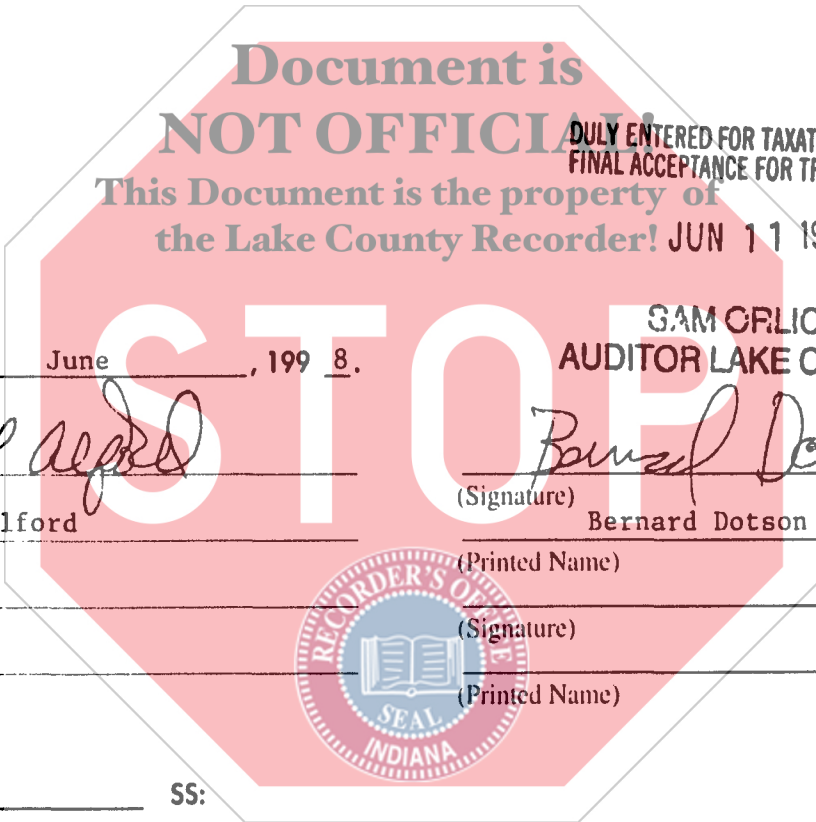 Document is
NOT OFFICIAL!
This Document is the property of
the Lake County Recorder!
DULY ENTERED FOR TAXAT
FINAL ACCEPTANCE FOR TR
JUN 11 19
SAM ORLIC
AUDITOR LAKE C
STOP
June , 199 8.
Bernard Do
(Signature)
lford
Bernard Dotson
(Printed Name)
(Signature)
(Printed Name)
RECORDER'S OFFICE
SEAL
INDIANA
SS: